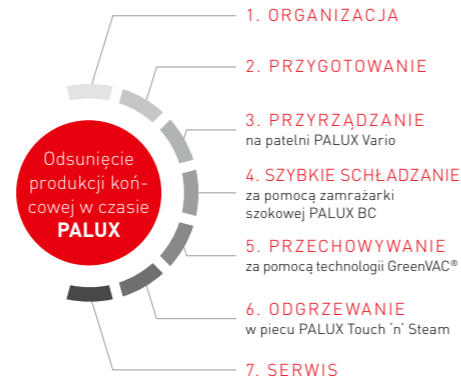 1. ORGANIZACJA
2. PRZYGOTOWANIE
3. PRZYRZĄDZANIE
na patelni PALUX Vario
Odsunięcie
produkcji koń-
cowej w czasie
PALUX
4. SZYBKIE SCHŁADZANIE
za pomocą zamrażarki
szokowej PALUX BC
5. PRZECHOWYWANIE
za pomocą technologii GreenVAC®
6. ODGRZEWANIE
w piecu PALUX Touch ‘n’ Steam
7. SERWIS